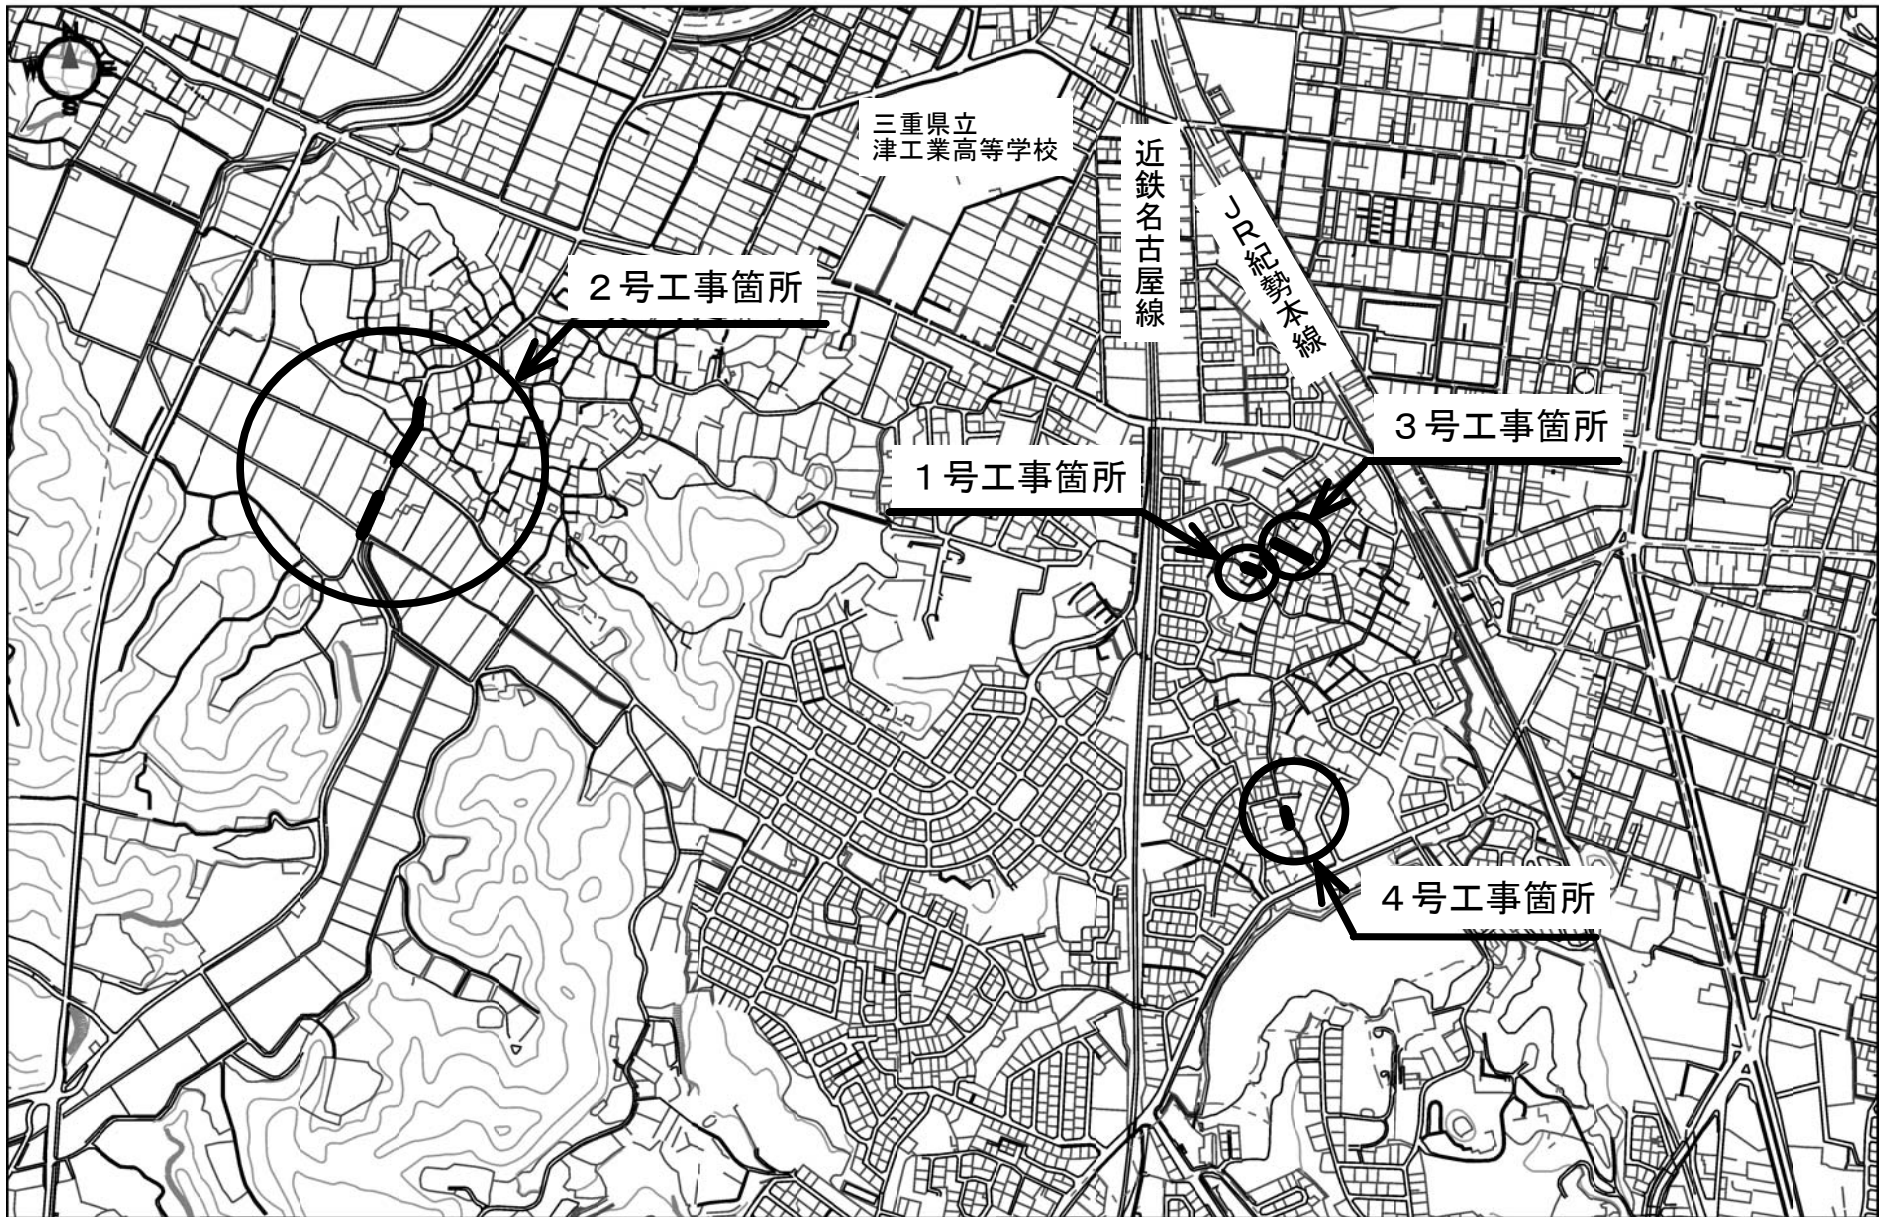 N
W
E
S
三重県立
津工業高等学校
近鉄名古屋線
JR紀勢本線
２号工事箇所
３号工事箇所
１号工事箇所
４号工事箇所